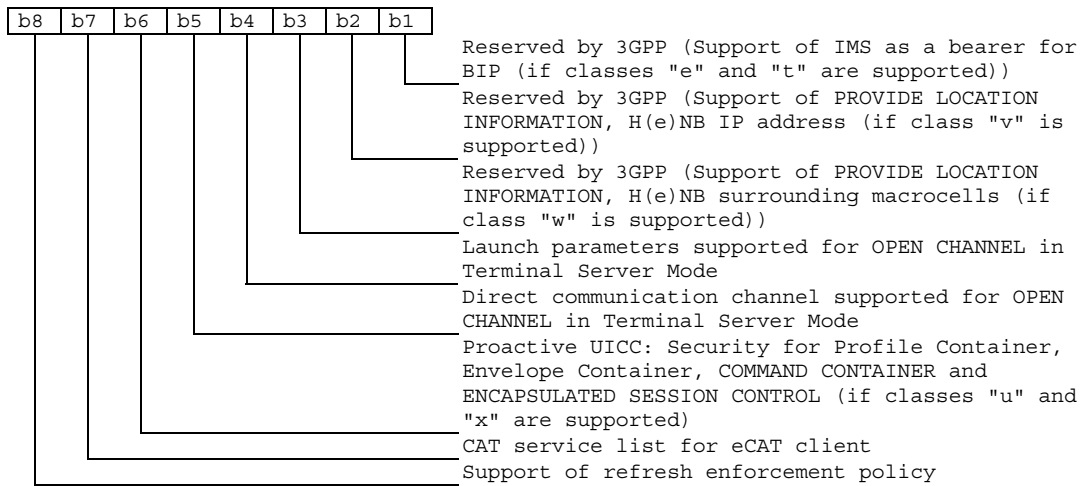 b8 b7 b6 b5 b4 b3 b2 b1
Reserved by 3GPP (Support of IMS as a bearer for
BIP (if classes "e" and "t" are supported))
Reserved by 3GPP (Support of PROVIDE LOCATION
INFORMATION, H(e)NB IP address (if class "v" is
supported))
Reserved by 3GPP (Support of PROVIDE LOCATION
INFORMATION, H(e)NB surrounding macrocells (if
class "w" is supported))
Launch parameters supported for OPEN CHANNEL in
Terminal Server Mode
Direct communication channel supported for OPEN
CHANNEL in Terminal Server Mode
Proactive UICC: Security for Profile Container,
Envelope Container, COMMAND CONTAINER and
ENCAPSULATED SESSION CONTROL (if classes "u" and
"x" are supported)
CAT service list for eCAT client
Support of refresh enforcement policy